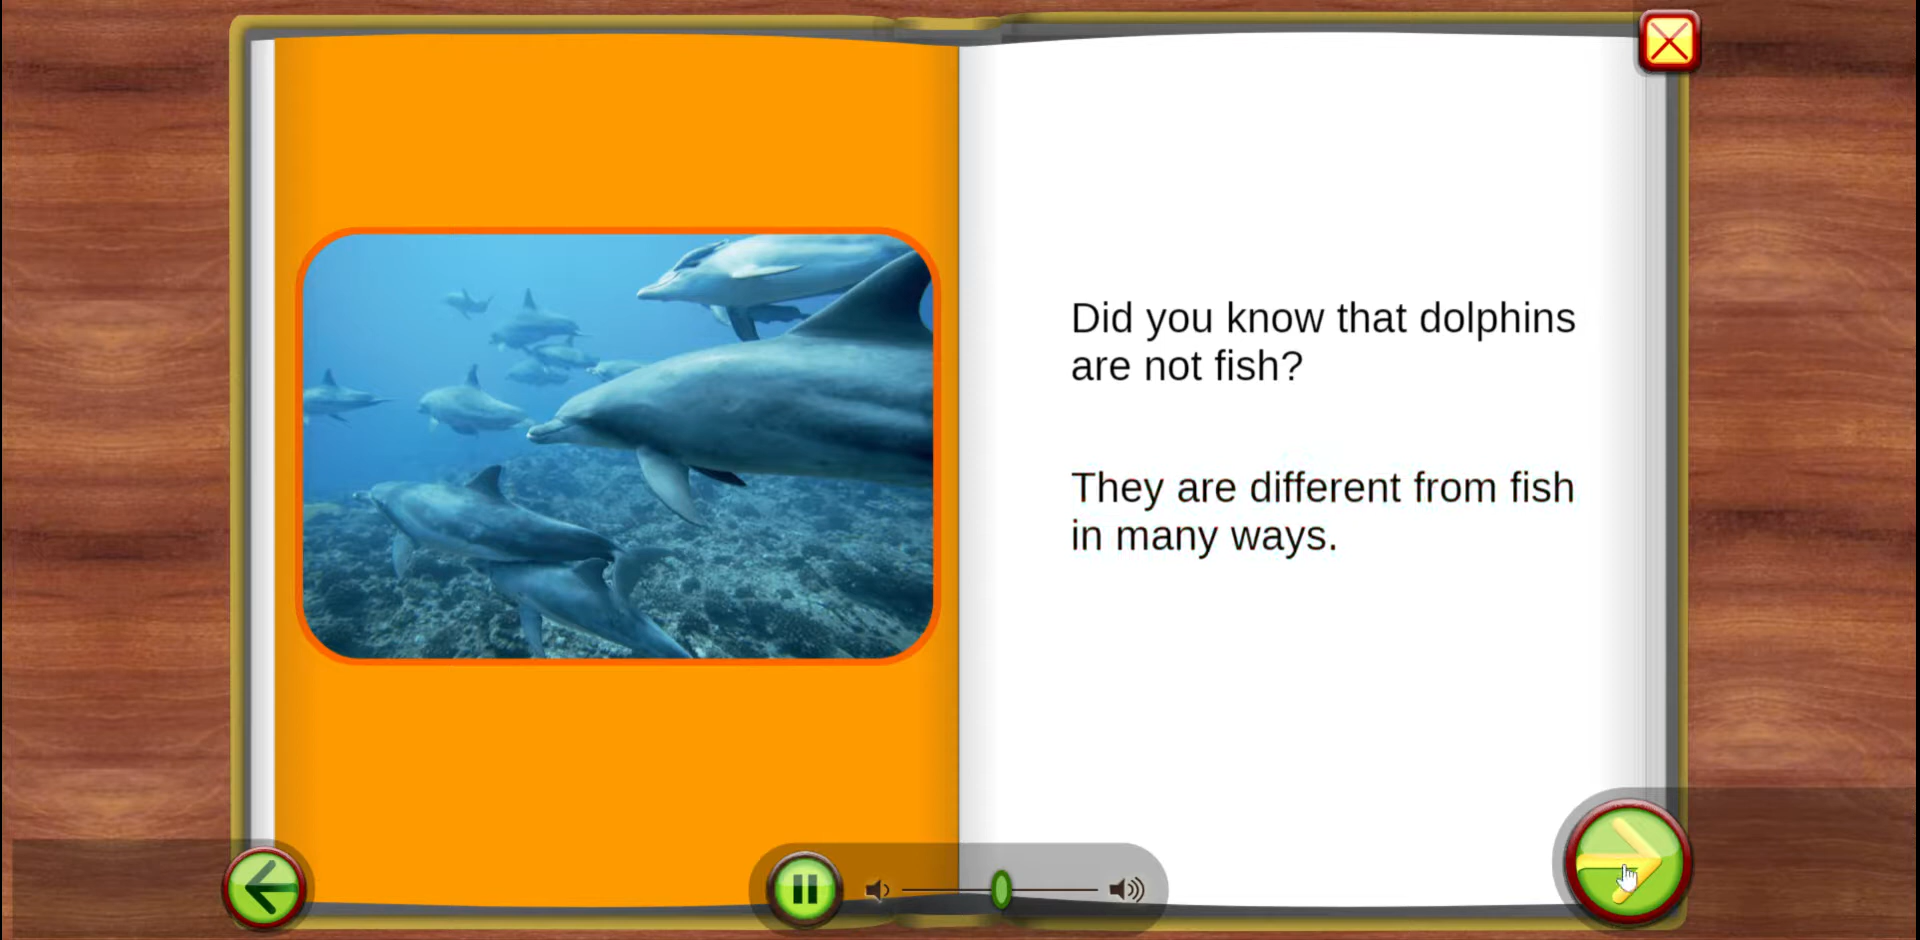 Did you know that dolphins
are not fish?
They are different from fish
in many ways.